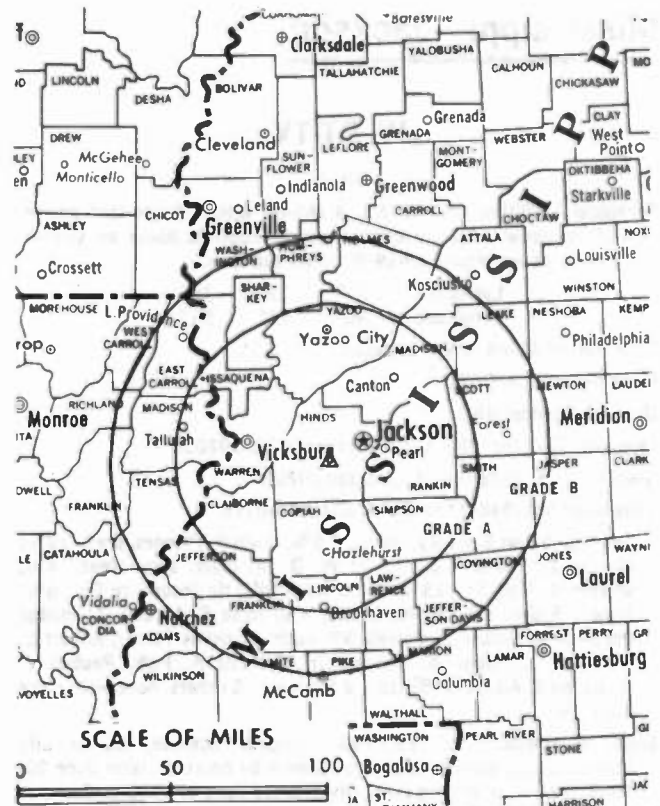 Batesville
Clarksdale
YALOBUSHA
CALHOUN
LINCOLN
DESHA
BOLIVAR
TALLAHATCHIE
CHICKASAW
DREW
Cleveland
Grenada
GRENADA
CLAY
WEBSTER
West
Point
McGehee
Monticello
SUN-
FLOWER
LEFLORE
MONT-
GOMERY
OKTIBBEHA
Starkville
Indianola
Greenwood
CHICOT
Leland
CARROLL
CHOCTAW
ASHLEY
Greenville
HOLMES
ATTALA
Louisville
WASH-
INGTON
HUM-
PHREYS
Crossett
Kosciusko
WINSTON
SHAR-
KEY
LEAKE
NESHOBA
KEMP
MOREHOUSE
L. Providence
YAZOO
Yazoo City
Philadelphia
WEST
CARROLL
MADISON
EAST
CARROLL
ISSAQUENA
Canton
SCOTT
NEWTON
LAUDE
RICHLAND
MADISON
HINDS
Monroe
Jackson
Forest
Meridian
Tallulah
Vicksburg
Pearl
WARREN
SMITH
JASPER
CLARK
TENSAS
RANKIN
GRADE B
FRANKLIN
CLAIBORNE
COPIAH
SIMPSON
GRADE A
CATAHOULA
JEFFERSON
Hazlehurst
COVINGTON
JONES
WAYN
Laurel
LINCOLN
LAW-
RENCE
Vidalia
Natchez
FRANKLIN
Brookhaven
JEFFER-
SON DAVIS
CONCOR-
DIA
ADAMS
FORREST
PERRY
GR
MARION
LAMAR
Hattiesburg
WILKINSON
AMITE
PIKE
McComb
Columbia
WALTHALL
MISSISSIPP
SCALE OF MILES
WASHINGTON
PEARL RIVER
STONE
0
50
100
Bogalusa
ST.
HARRISON